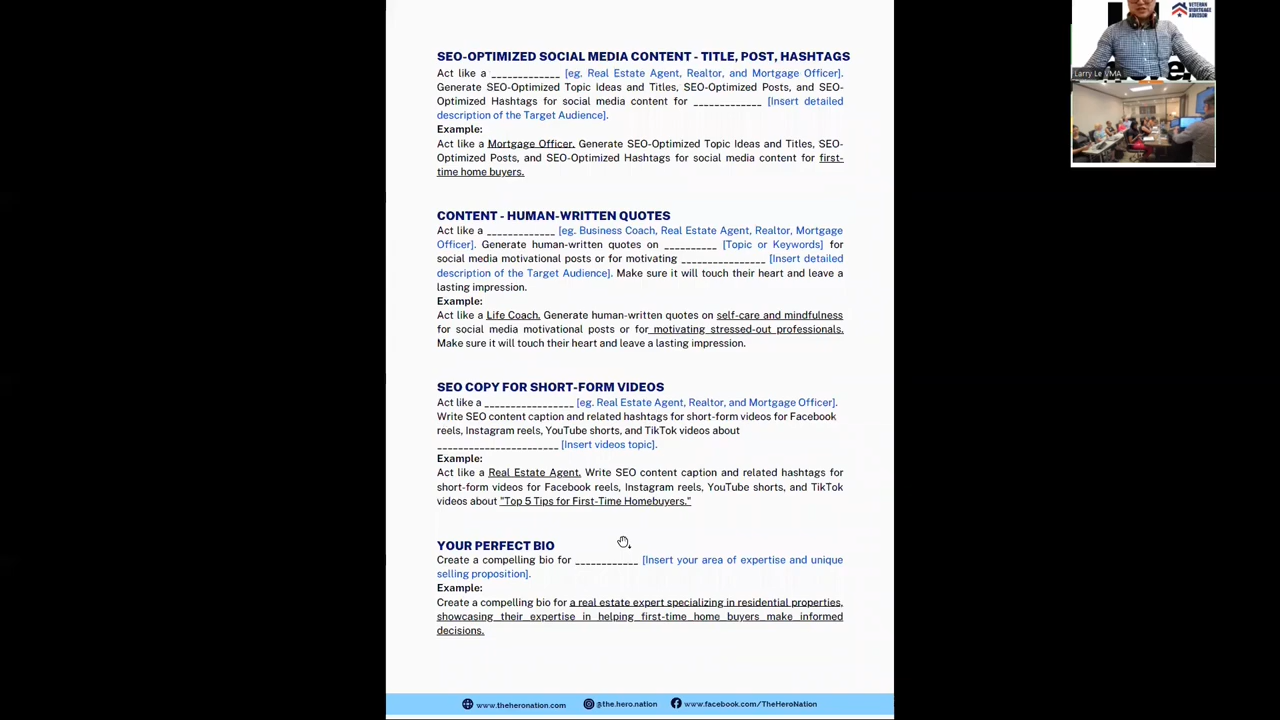 SEO-OPTIMIZED SOCIAL MEDIA CONTENT - TITLE, POST, HASHTAGS
Act like a _____________ [eg. Real Estate Agent, Realtor, and Mortgage Officer].
Generate SEO-Optimized Topic Ideas and Titles, SEO-Optimized Posts, and SEO-
Optimized Hashtags for social media content for _____________ [Insert detailed
description of the Target Audience].
Example:
Act like a Mortgage Officer. Generate SEO-Optimized Topic Ideas and Titles, SEO-
Optimized Posts, and SEO-Optimized Hashtags for social media content for first-
time home buyers.
CONTENT - HUMAN-WRITTEN QUOTES
Act like a _____________ [eg. Business Coach, Real Estate Agent, Realtor, Mortgage
Officer]. Generate human-written quotes on __________ [Topic or Keywords] for
social media motivational posts or for motivating ________________ [Insert detailed
description of the Target Audience]. Make sure it will touch their heart and leave a
lasting impression.
Example:
Act like a Life Coach. Generate human-written quotes on self-care and mindfulness
for social media motivational posts or for motivating stressed-out professionals.
Make sure it will touch their heart and leave a lasting impression.
SEO COPY FOR SHORT-FORM VIDEOS
Act like a _________________ [eg. Real Estate Agent, Realtor, and Mortgage Officer].
Write SEO content caption and related hashtags for short-form videos for Facebook
reels, Instagram reels, YouTube shorts, and TikTok videos about
_______________________ [Insert videos topic].
Example:
Act like a Real Estate Agent. Write SEO content caption and related hashtags for
short-form videos for Facebook reels, Instagram reels, YouTube shorts, and TikTok
videos about "Top 5 Tips for First-Time Homebuyers."
YOUR PERFECT BIO
Create a compelling bio for ____________ [Insert your area of expertise and unique
selling proposition].
Example:
Create a compelling bio for a real estate expert specializing in residential properties,
showcasing their expertise in helping first-time home buyers make informed
decisions.
www.theheronation.com @the.hero.nation www.facebook.com/TheHeroNation
VETERAN
MORTGAGE
ADVISOR
Larry Le VMA